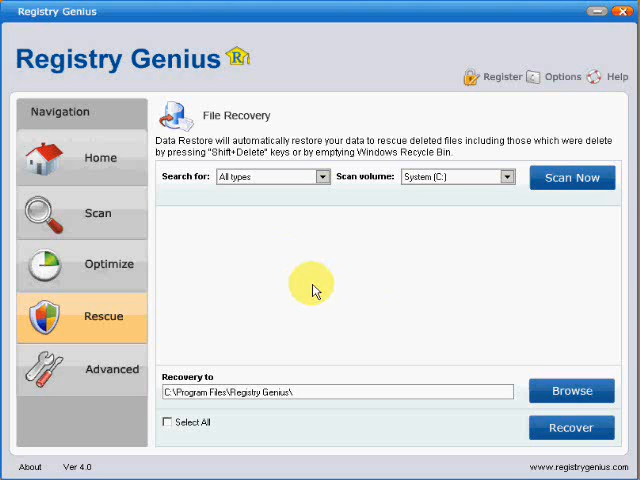 Registry Genius
Registry Genius R
Register Options Help
Navigation
Home
Scan
Optimize
Rescue
Advanced
File Recovery
Data Restore will automatically restore your data to rescue deleted files including those which were delete
by pressing "Shift+Delete" keys or by emptying Windows Recycle Bin.
Search for: All types Scan volume: System (C:) Scan Now
Recovery to
C:\Program Files\Registry Genius\ Browse
Select All Recover
About Ver 4.0 www.registrygenius.com